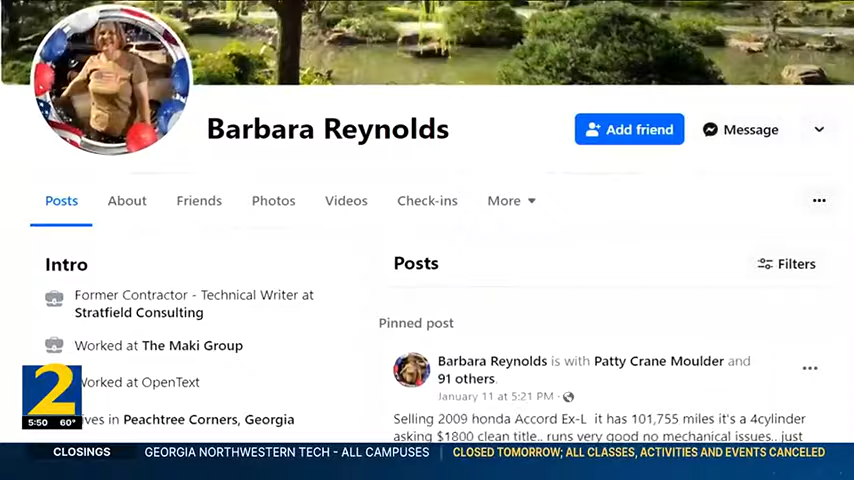 Barbara Reynolds
Add friend
Message
Posts
About
Friends
Photos
Videos
Check-ins
More
Intro
Former Contractor - Technical Writer at
Stratfield Consulting
Worked at The Maki Group
Worked at OpenText
ves in Peachtree Corners, Georgia
Posts
Filters
Pinned post
Barbara Reynolds is with Patty Crane Moulder and
91 others.
January 11 at 5:21 PM
Selling 2009 honda Accord Ex-L it has 101,755 miles it's a 4cylinder
asking $1800 clean title.. runs very good no mechanical issues.. just
2
5:50 60°
CLOSINGS GEORGIA NORTHWESTERN TECH - ALL CAMPUSES CLOSED TOMORROW; ALL CLASSES, ACTIVITIES AND EVENTS CANCELED